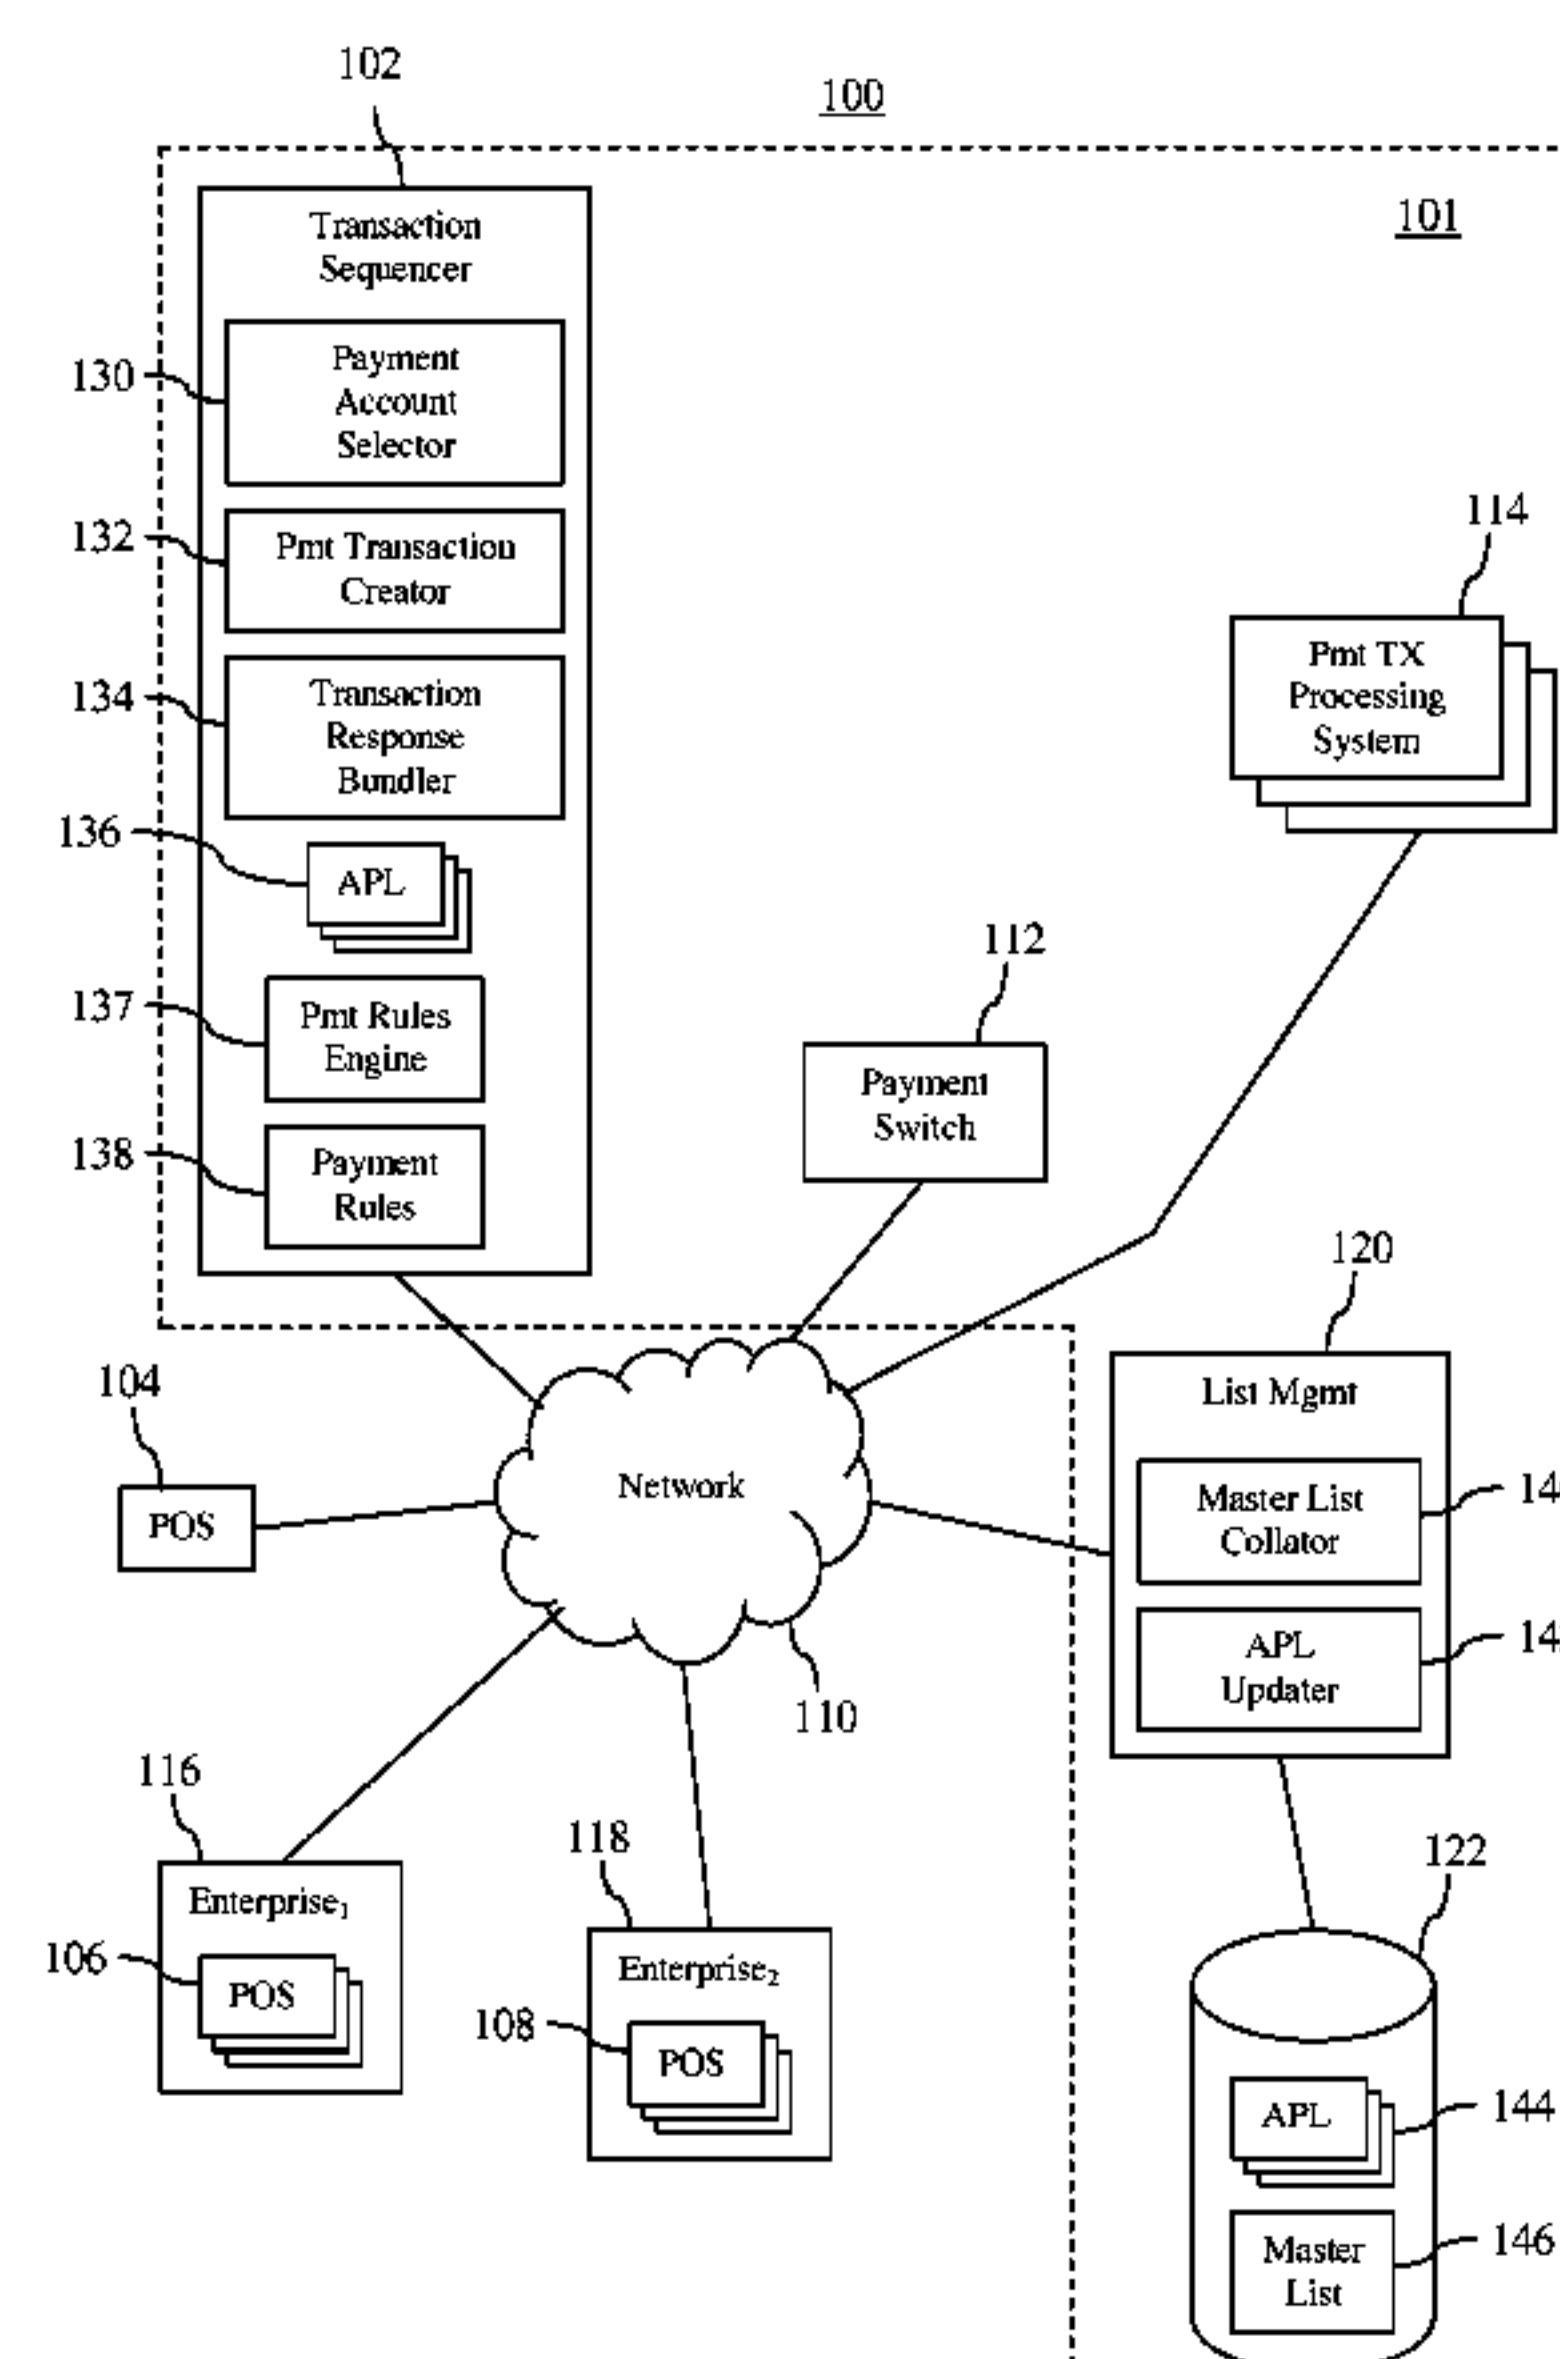 102
100
101
Transaction
Sequencer
130
Payment
Account
Selector
132
Pmt Transaction
Creator
114
134
Transaction
Response
Bundler
Pmt TX
Processing
System
136
APL
112
137
Pmt Rules
Engine
Payment
Switch
138
Payment
Rules
120
104
List Mgmt
POS
Network
Master List
Collator
14
APL
Updater
14
110
116
118
122
Enterprise₁
106
POS
Enterprise₂
108
POS
APL
144
Master
List
146